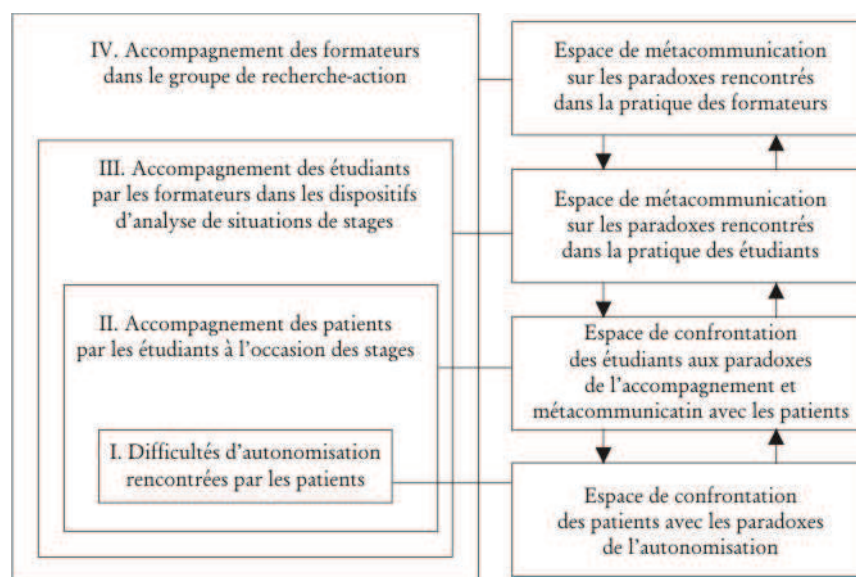 IV. Accompagnement des formateurs
dans le groupe de recherche-action
Espace de métacommunication
sur les paradoxes rencontrés
dans la pratique des formateurs
III. Accompagnement des étudiants
par les formateurs dans les dispositifs
d'analyse de situations de stages
Espace de métacommunication
sur les paradoxes rencontrés
dans la pratique des étudiants
II. Accompagnement des patients
par les étudiants à l'occasion des stages
Espace de confrontation
des étudiants aux paradoxes
de l'accompagnement et
métacommunicatin avec les patients
I. Difficultés d'autonomisation
rencontrées par les patients
Espace de confrontation
des patients avec les paradoxes
de l'autonomisation